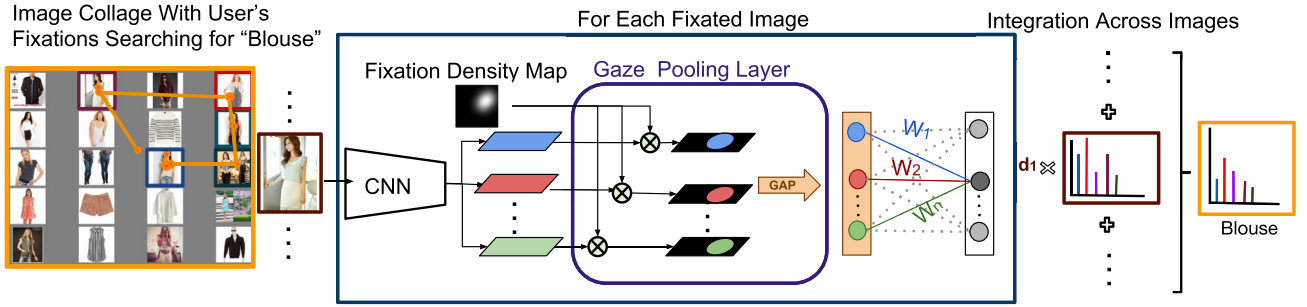 Image Collage With User's
Fixations Searching for “Blouse”
For Each Fixated Image
Integration Across Images
Fixation Density Map
Gaze Pooling Layer
CNN
GAP
W1
W2
Wn
d1
Blouse